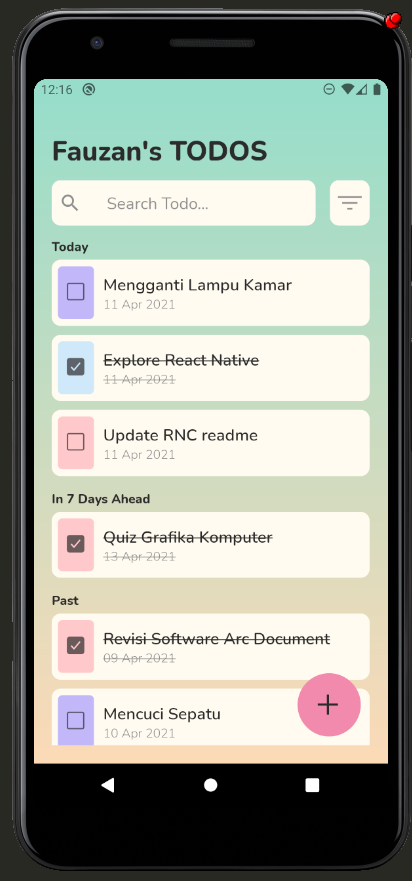 12:16
Fauzan's TODOS
Search Todo...
Today
Mengganti Lampu Kamar
11 Apr 2021
Explore React Native
11 Apr 2021
Update RNC readme
11 Apr 2021
In 7 Days Ahead
Quiz Grafika Komputer
13 Apr 2021
Past
Revisi Software Arc Document
09 Apr 2021
Mencuci Sepatu
10 Apr 2021